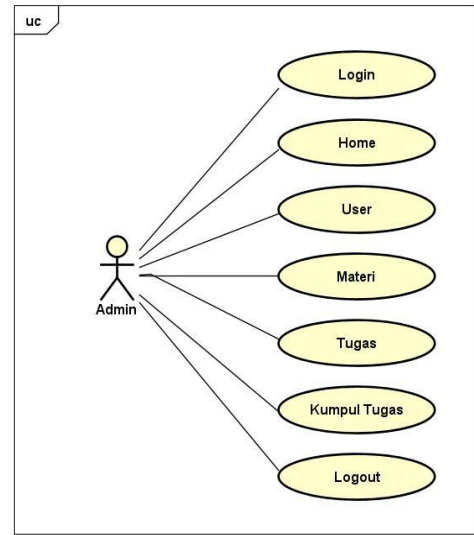 uc
Login
Home
User
Materi
Admin
Tugas
Kumpul Tugas
Logout